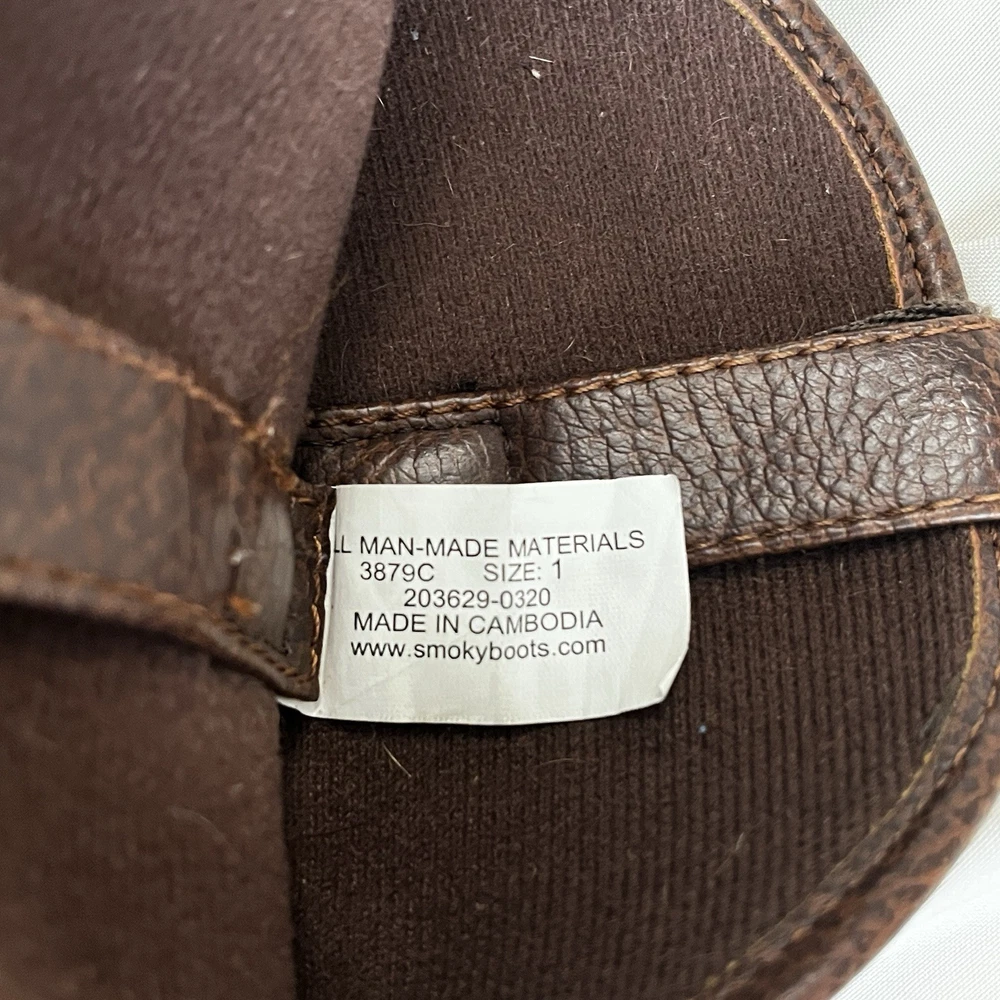 LL MAN-MADE MATERIALS
3879C SIZE: 1
203629-0320
MADE IN CAMBODIA
www.smokyboots.com